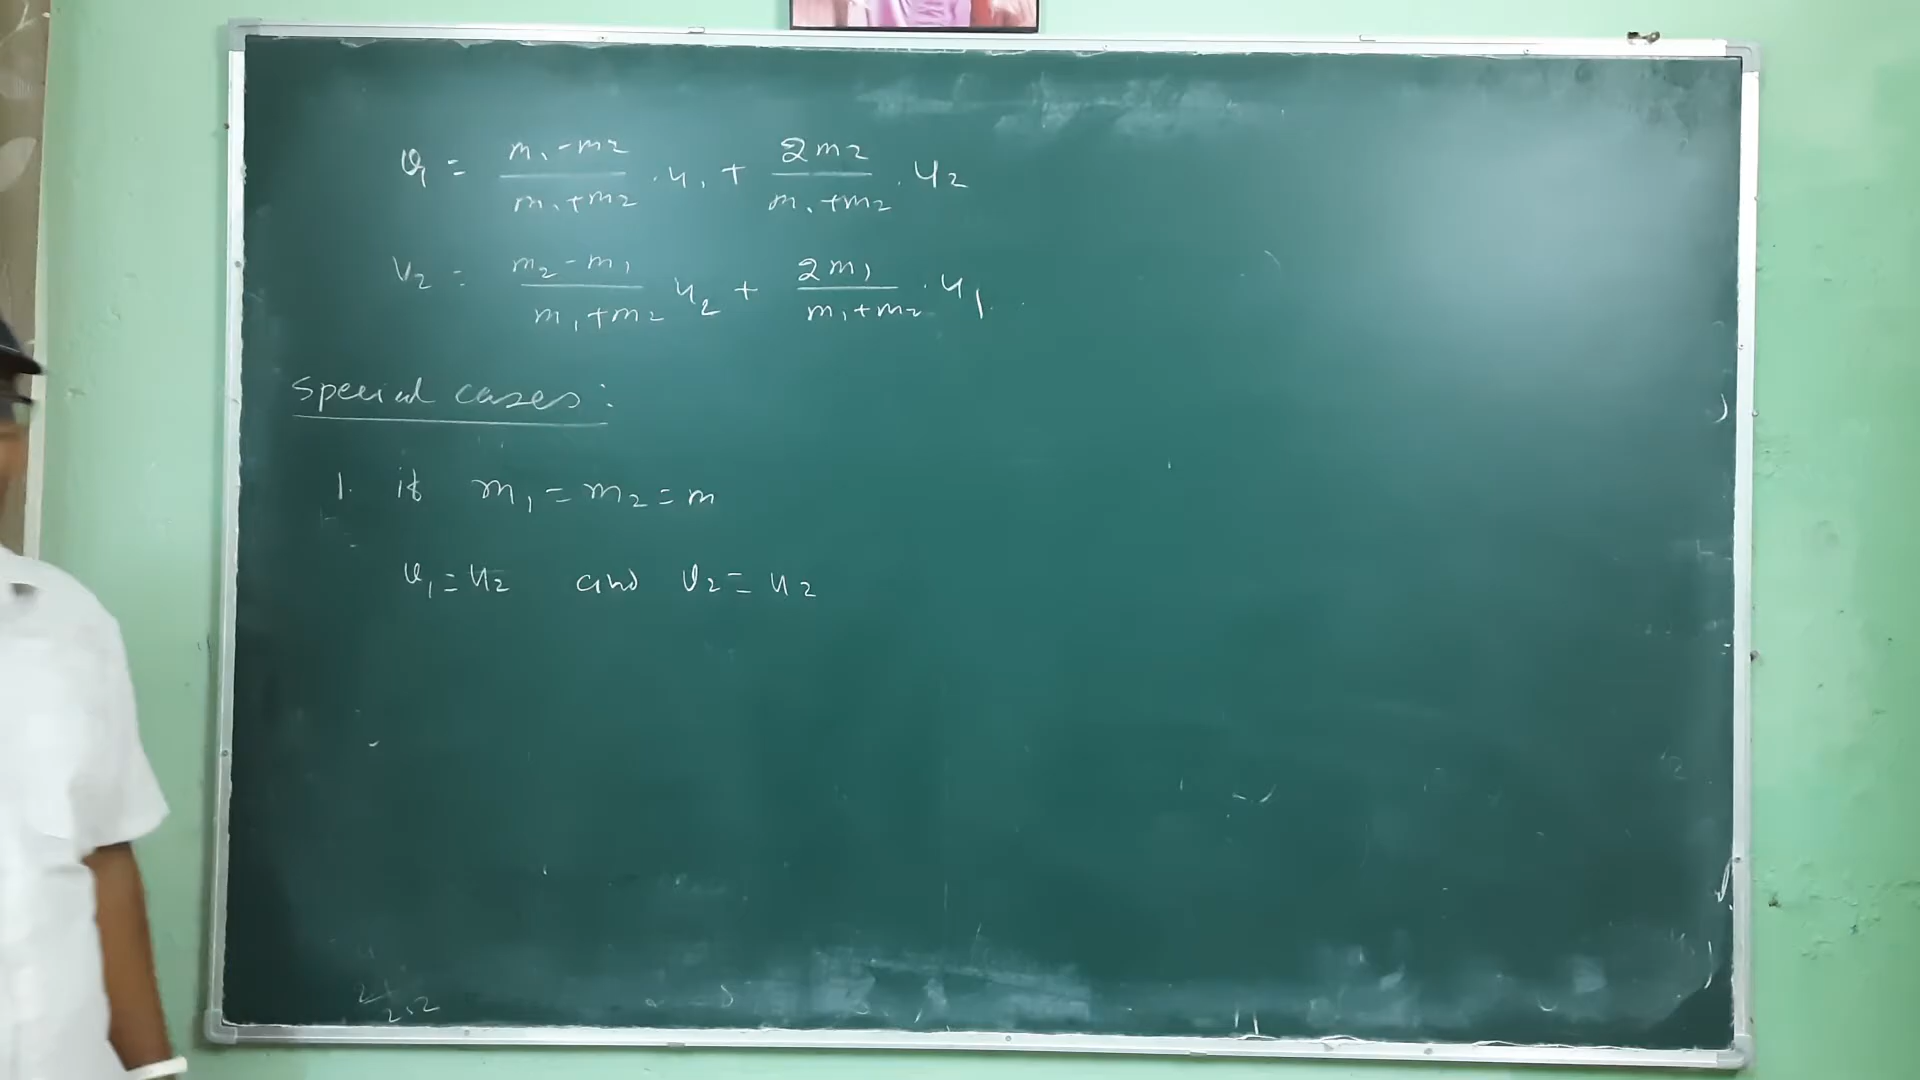 v1 = m1-m2/m1+m2 . u1 + 2m2/m1+m2 . u2
v2 = m2-m1/m1+m2 u2 + 2m1/m1+m2 . u1.
special cases:
1. if m1 = m2 = m
v1 = u2 and v2 = u2